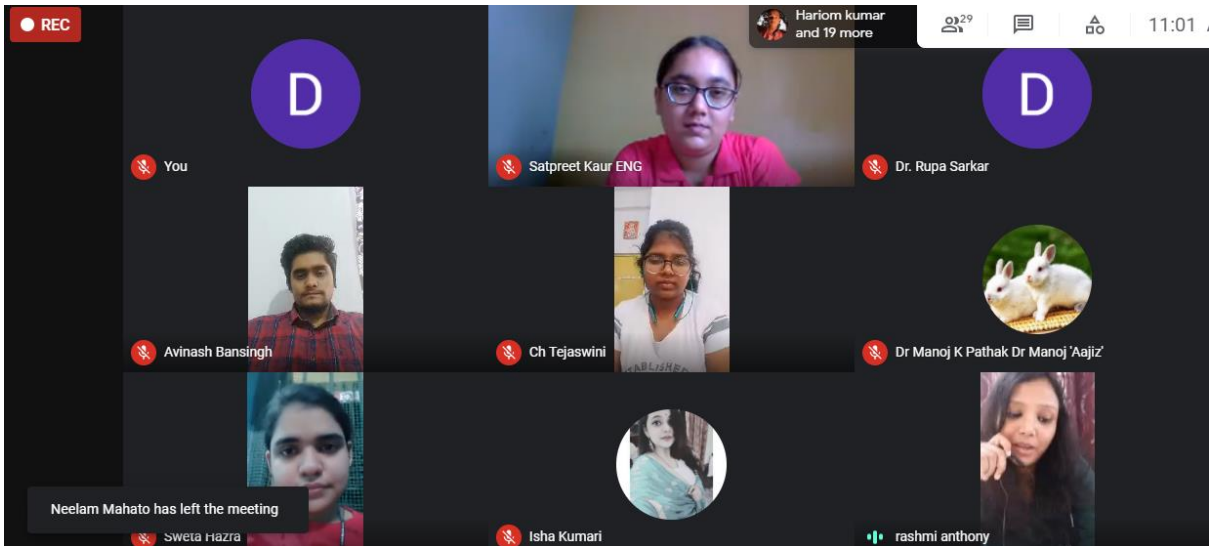 REC
Hariom kumar
and 19 more
29
11:01
D
You
Satpreet Kaur ENG
D
Dr. Rupa Sarkar
Avinash Bansingh
Ch Tejaswini
Dr Manoj K Pathak Dr Manoj 'Aajiz'
Neelam Mahato has left the meeting
Sweta Hazra
Isha Kumari
rashmi anthony